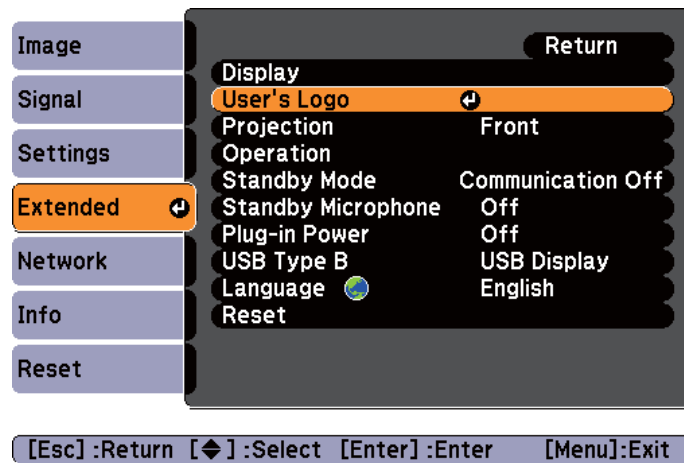 Image
Signal
Settings
Extended
Network
Info
Reset
Return
Display
User's Logo
Projection Front
Operation
Standby Mode Communication Off
Standby Microphone Off
Plug-in Power Off
USB Type B USB Display
Language English
Reset
[Esc] :Return [◆] :Select [Enter] :Enter [Menu]:Exit